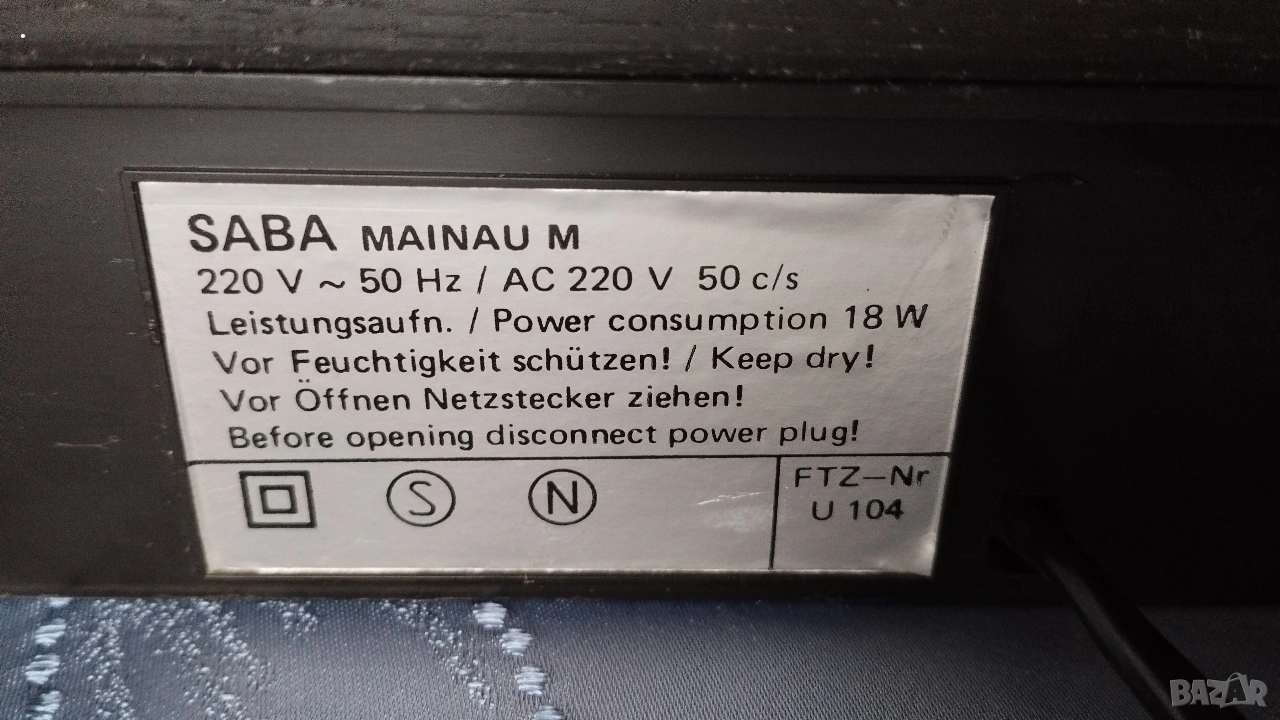 SABA MAINAU M
220 V ~ 50 Hz / AC 220 V 50 c/s
Leistungsaufn. / Power consumption 18 W
Vor Feuchtigkeit schützen! / Keep dry!
Vor Öffnen Netzstecker ziehen!
Before opening disconnect power plug!
S N
FTZ–Nr
U 104
BAZAR